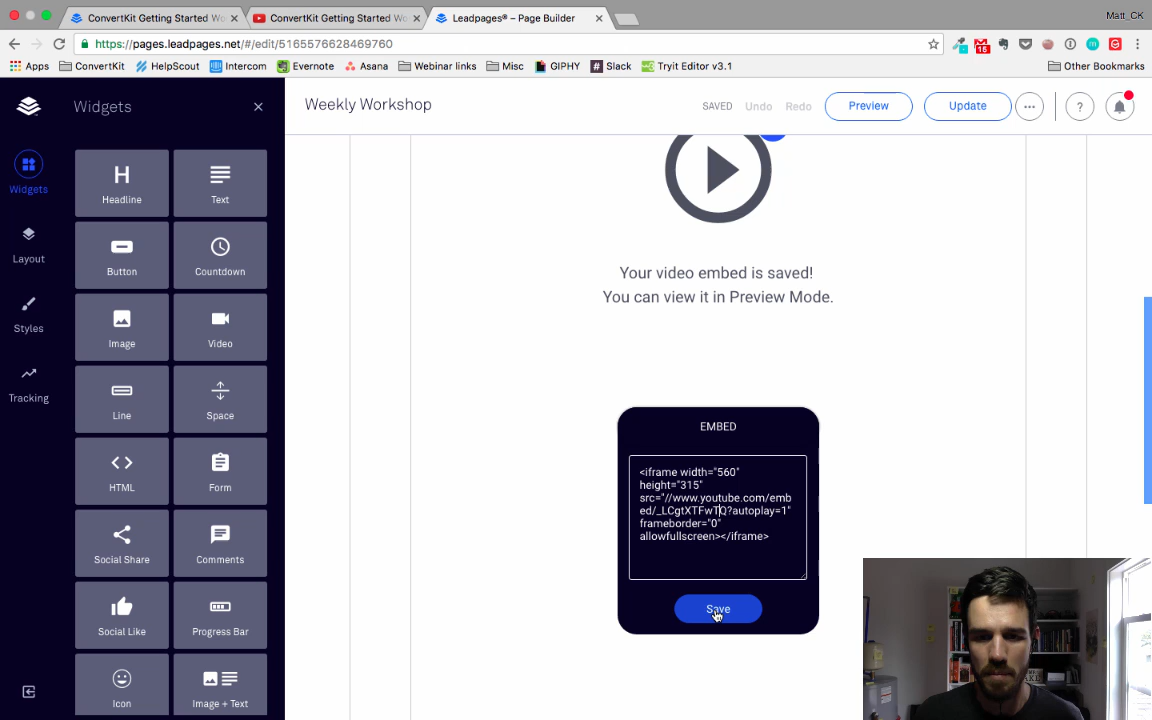 ConvertKit Getting Started Wo
ConvertKit Getting Started Wo
Leadpages® – Page Builder
Matt_CK
https://pages.leadpages.net/#/edit/5165576628469760
16
Apps
ConvertKit
HelpScout
Intercom
Evernote
Asana
Webinar links
Misc
GIPHY
Slack
Tryit Editor v3.1
Other Bookmarks
Widgets
Weekly Workshop
SAVED
Undo
Redo
Preview
Update
?
Widgets
Layout
Styles
Tracking
H
Headline
Text
Button
Countdown
Image
Video
Line
Space
HTML
Form
Social Share
Comments
Social Like
Progress Bar
Icon
Image + Text
Your video embed is saved!
You can view it in Preview Mode.
EMBED
<iframe width="560"
height="315"
src="//www.youtube.com/emb
ed/_LCgtXTFwTQ?autoplay=1"
frameborder="0"
allowfullscreen></iframe>
Save